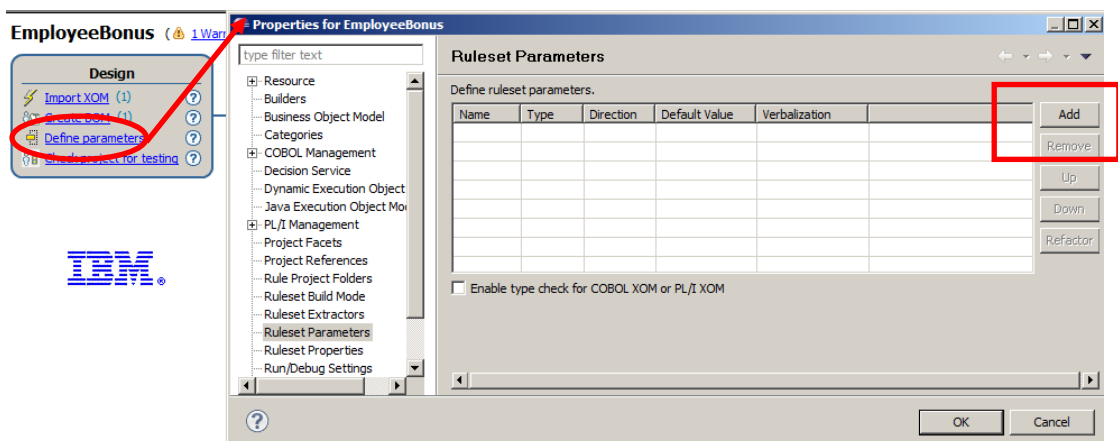 EmployeeBonus ( 1 Warn
Design
Import XOM (1)
Create BOM (1)
Define parameters
Check project for testing
IBM®
Properties for EmployeeBonus
type filter text
Resource
Builders
Business Object Model
Categories
COBOL Management
Decision Service
Dynamic Execution Object
Java Execution Object Mo
PL/I Management
Project Facets
Project References
Rule Project Folders
Ruleset Build Mode
Ruleset Extractors
Ruleset Parameters
Ruleset Properties
Run/Debug Settings
Ruleset Parameters
Define ruleset parameters.
Name Type Direction Default Value Verbalization
Add
Remove
Up
Down
Refactor
Enable type check for COBOL XOM or PL/I XOM
OK Cancel